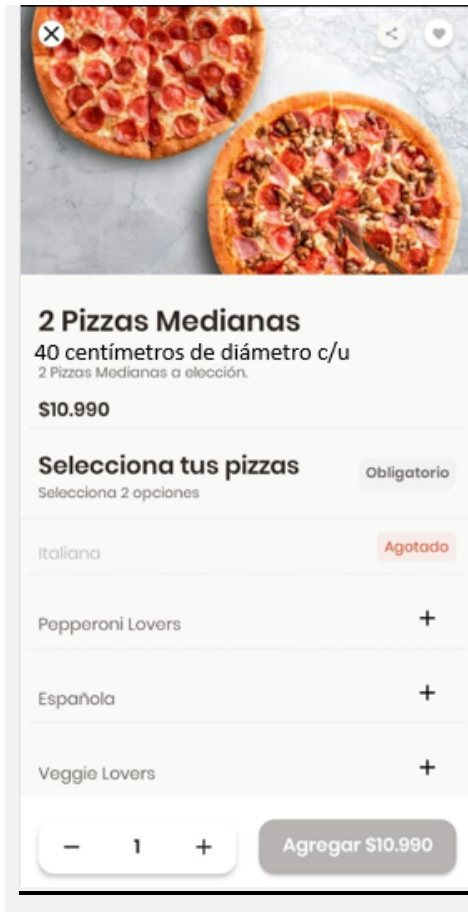 2 Pizzas Medianas
40 centímetros de diámetro c/u
2 Pizzas Medianas a elección.
$10.990
Selecciona tus pizzas
Obligatorio
Selecciona 2 opciones
Italiana
Agotado
Pepperoni Lovers
+
Española
+
Veggie Lovers
+
− 1 +
Agregar $10.990